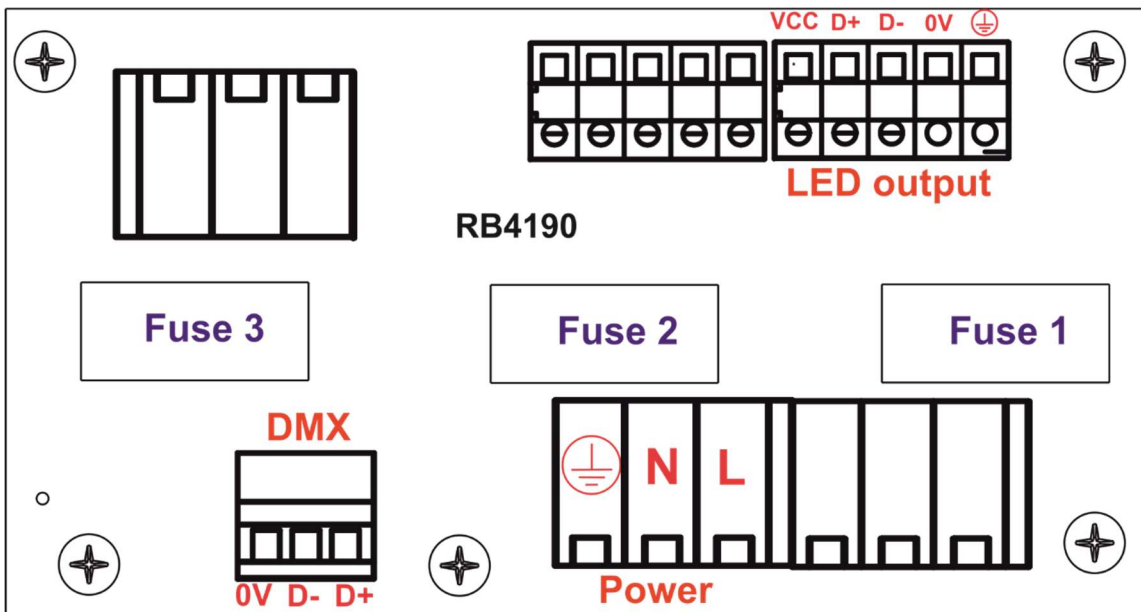 VCC D+ D- 0V
LED output
RB4190
Fuse 3 Fuse 2 Fuse 1
DMX
N L
0V D- D+
Power